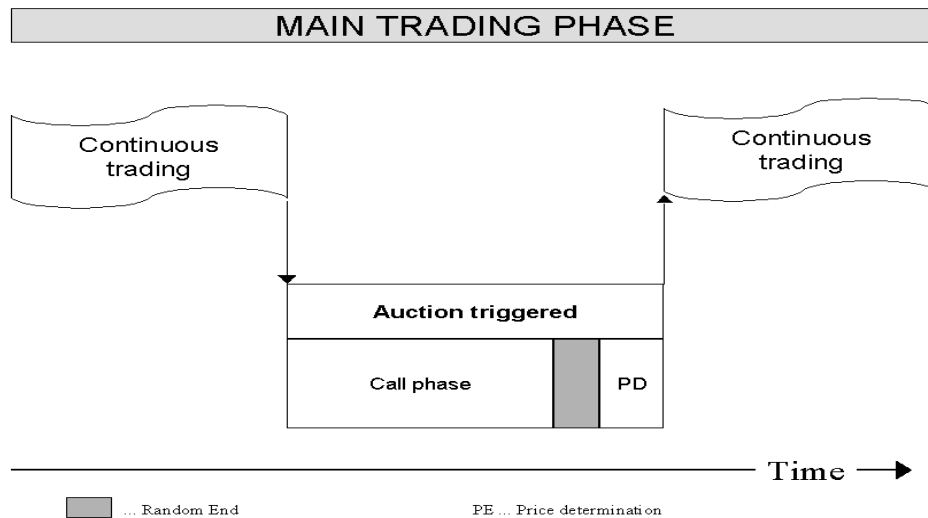 MAIN TRADING PHASE
Continuous
trading
Continuous
trading
Auction triggered
Call phase
PD
Time
... Random End
PE ... Price determination